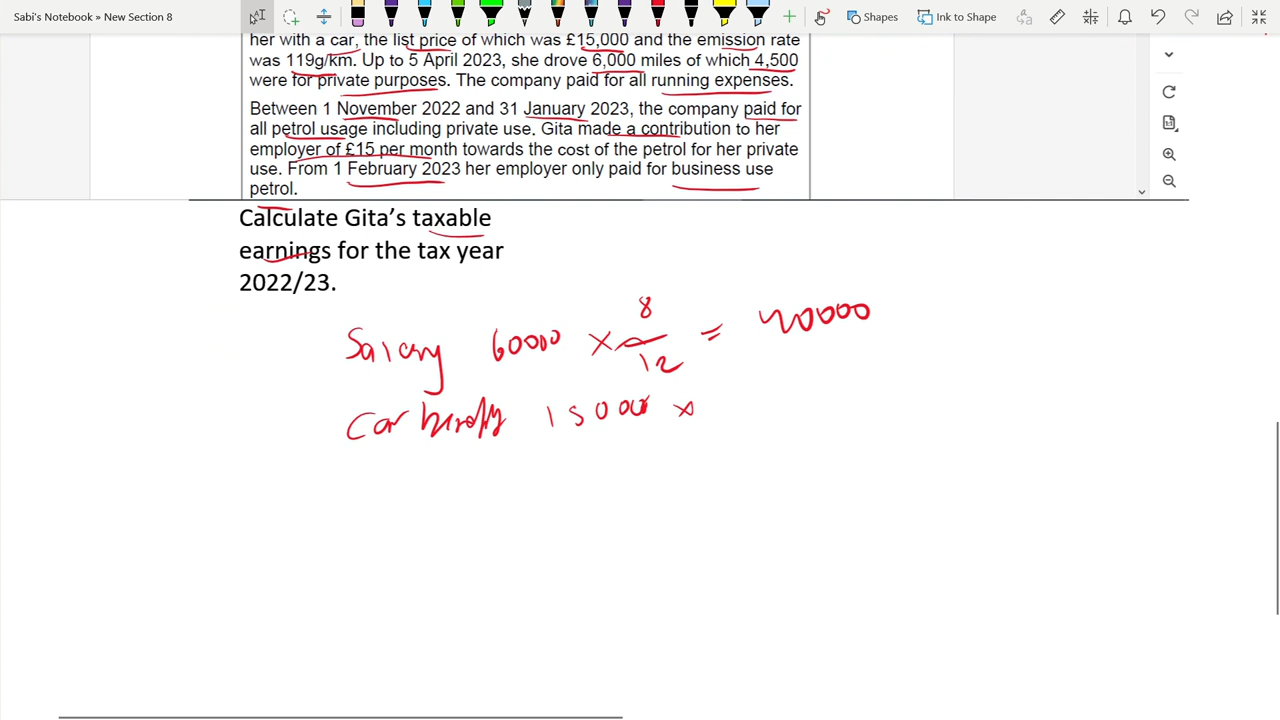 Sabi's Notebook » New Section 8
Shapes
Ink to Shape
her with a car, the list price of which was £15,000 and the emission rate
was 119g/km. Up to 5 April 2023, she drove 6,000 miles of which 4,500
were for private purposes. The company paid for all running expenses.
Between 1 November 2022 and 31 January 2023, the company paid for
all petrol usage including private use. Gita made a contribution to her
employer of £15 per month towards the cost of the petrol for her private
use. From 1 February 2023 her employer only paid for business use
petrol.
Calculate Gita's taxable
earnings for the tax year
2022/23.
Salary 60000 × 8/12 = 40000
Car 15000 ×